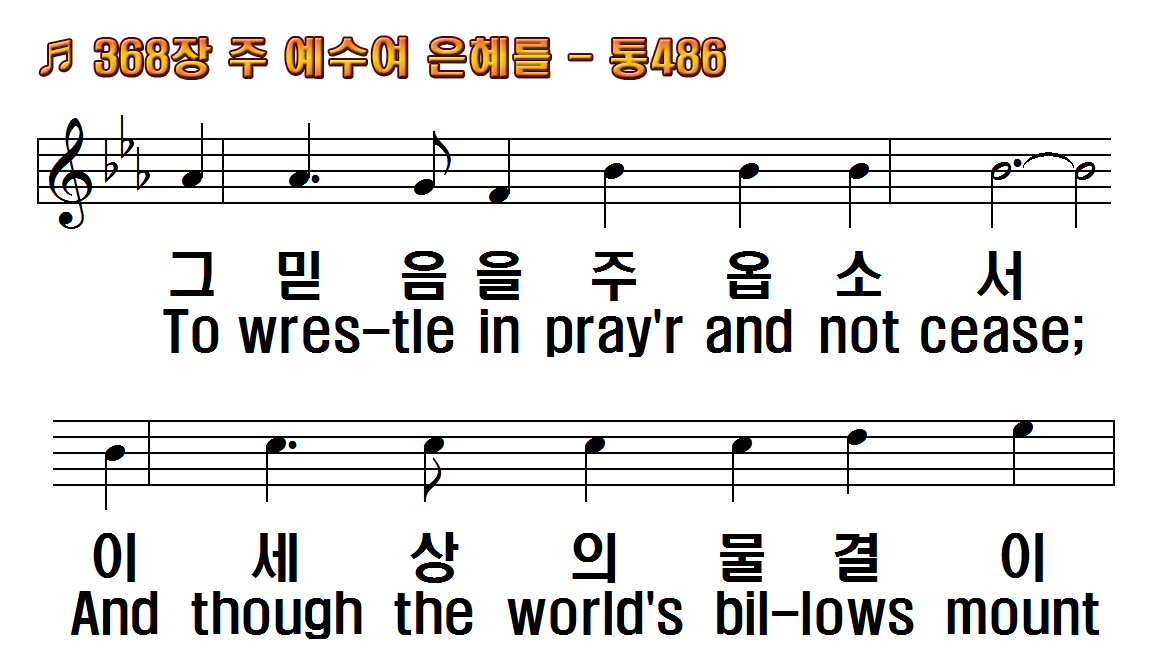 368장 주 예수여 은혜를 - 통486
그 믿 음 을 주 옵 소 서
To wres-tle in pray'r and not cease;
이 세 상 의 물 결 이
And though the world's bil-lows mount